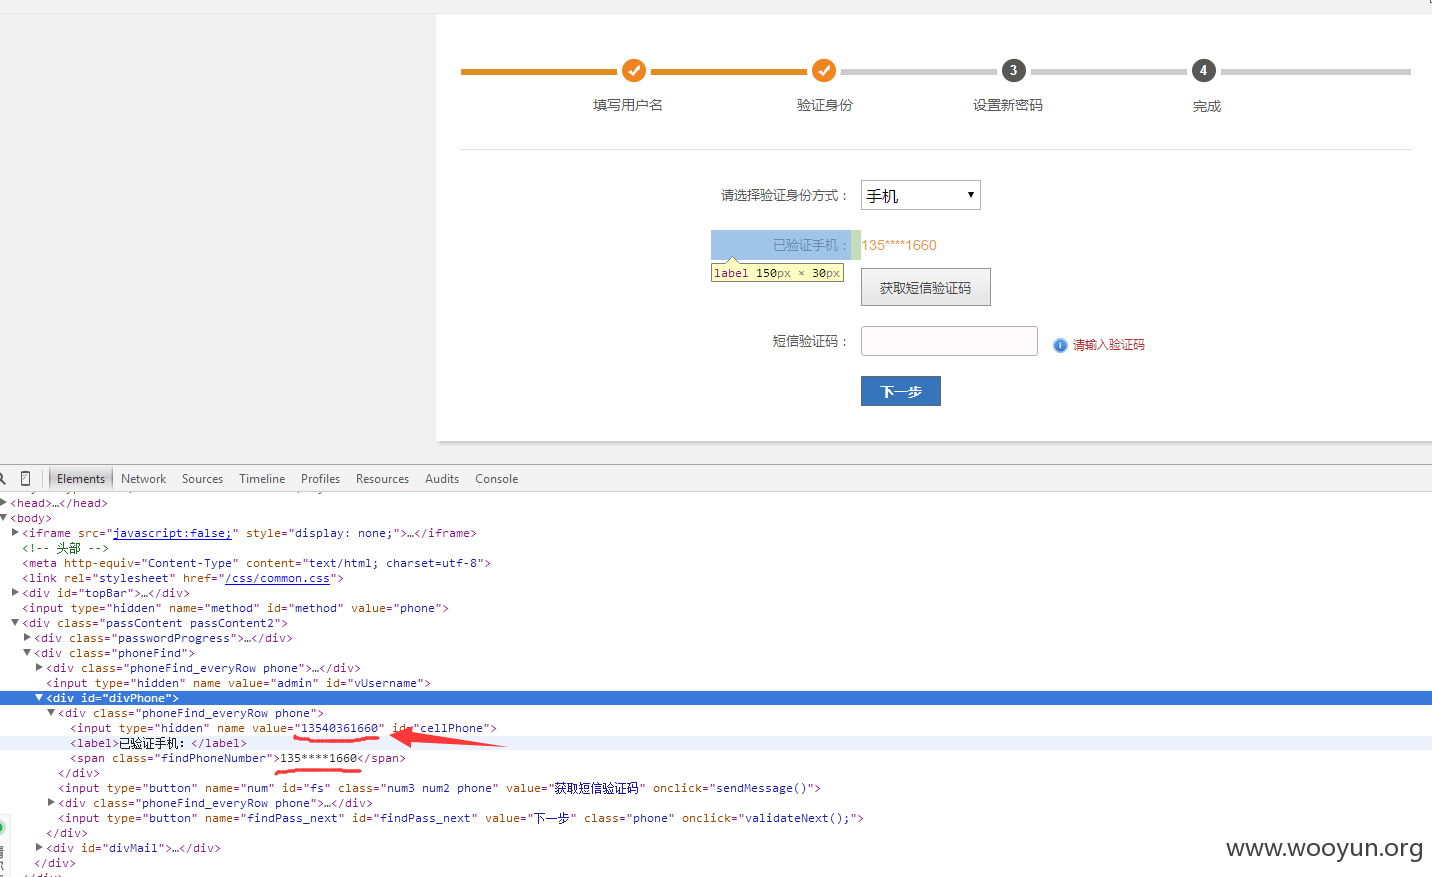 3
4
填写用户名
验证身份
设置新密码
完成
请选择验证身份方式：
手机
已验证手机：
135****1660
label 150px × 30px
获取短信验证码
短信验证码：
请输入验证码
下一步
Elements Network Sources Timeline Profiles Resources Audits Console
<head>…</head>
<body>
<iframe src="javascript:false;" style="display: none;">…</iframe>
<!-- 头部 -->
<meta http-equiv="Content-Type" content="text/html; charset=utf-8">
<link rel="stylesheet" href="/css/common.css">
<div id="topBar">…</div>
<input type="hidden" name="method" id="method" value="phone">
<div class="passContent passContent2">
<div class="passwordProgress">…</div>
<div class="phoneFind">
<div class="phoneFind_everyRow phone">…</div>
<input type="hidden" name value="admin" id="vUsername">
<div id="divPhone">
<div class="phoneFind_everyRow phone">
<input type="hidden" name value="13540361660" id="cellPhone">
<label>已验证手机：</label>
<span class="findPhoneNumber">135****1660</span>
</div>
<input type="button" name="num" id="fs" class="num3 num2 phone" value="获取短信验证码" onclick="sendMessage()">
<div class="phoneFind_everyRow phone">…</div>
<input type="button" name="findPass_next" id="findPass_next" value="下一步" class="phone" onclick="validateNext();">
</div>
<div id="divMail">…</div>
</div>
www.wooyun.org